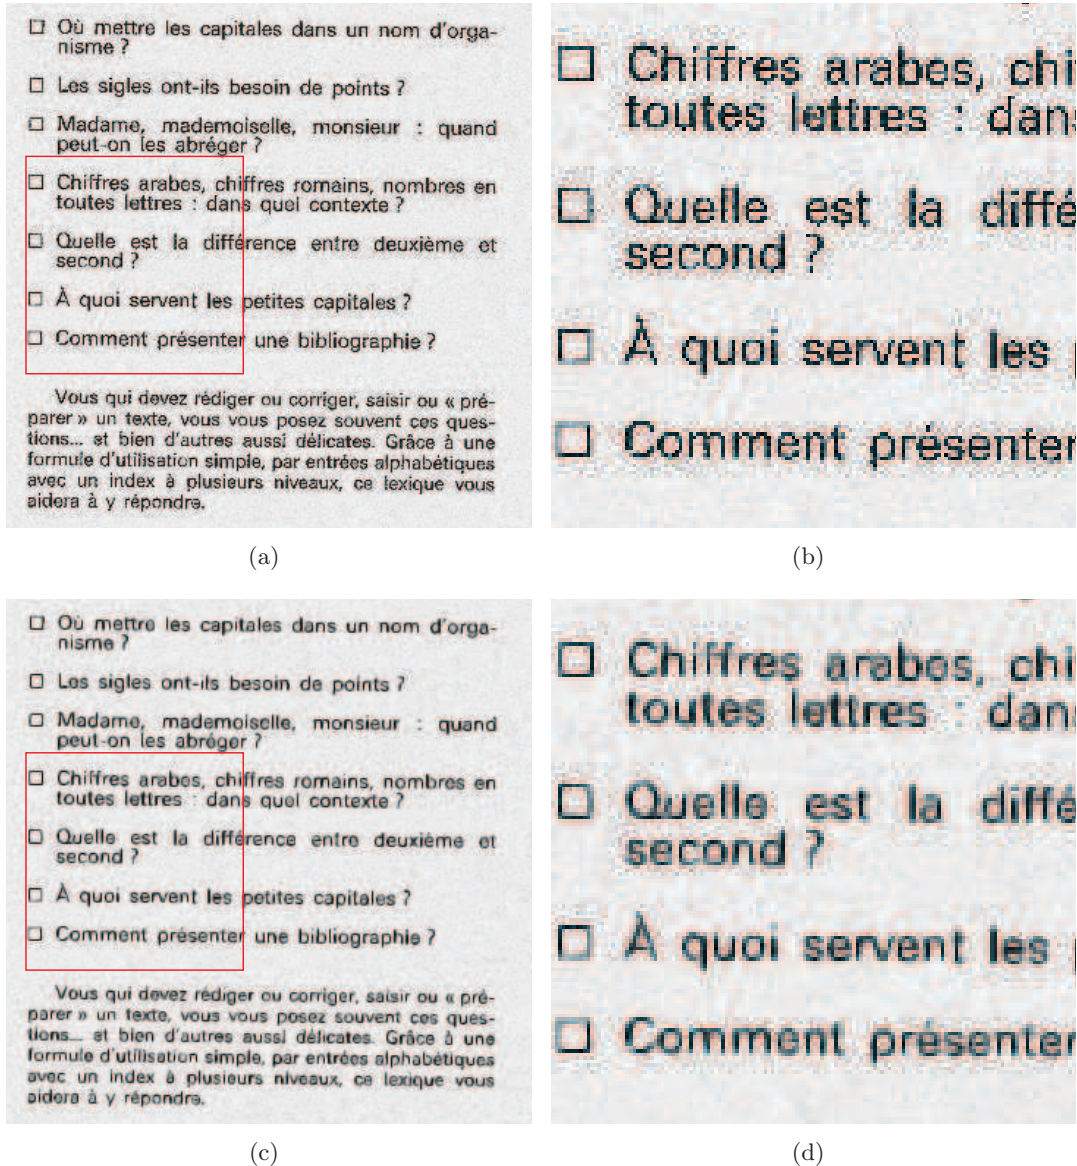 ☐ Où mettre les capitales dans un nom d'orga-
nisme ?
☐ Les sigles ont-ils besoin de points ?
☐ Madame, mademoiselle, monsieur : quand
peut-on les abréger ?
☐ Chiffres arabes, chiffres romains, nombres en
toutes lettres : dans quel contexte ?
☐ Quelle est la différence entre deuxième et
second ?
☐ À quoi servent les petites capitales ?
☐ Comment présenter une bibliographie ?
Vous qui devez rédiger ou corriger, saisir ou « pré-
parer » un texte, vous vous posez souvent ces ques-
tions... et bien d'autres aussi délicates. Grâce à une
formule d'utilisation simple, par entrées alphabétiques
avec un index à plusieurs niveaux, ce lexique vous
aidera à y répondre.
(a)
☐ Chiffres arabes, chi
toutes lettres : dans
☐ Quelle est la diffé
second ?
☐ À quoi servent les p
☐ Comment présenter
(b)
☐ Où mettre les capitales dans un nom d'orga-
nisme ?
☐ Les sigles ont-ils besoin de points ?
☐ Madame, mademoiselle, monsieur : quand
peut-on les abréger ?
☐ Chiffres arabes, chiffres romains, nombres en
toutes lettres : dans quel contexte ?
☐ Quelle est la différence entre deuxième et
second ?
☐ À quoi servent les petites capitales ?
☐ Comment présenter une bibliographie ?
Vous qui devez rédiger ou corriger, saisir ou « pré-
parer » un texte, vous vous posez souvent ces ques-
tions... et bien d'autres aussi délicates. Grâce à une
formule d'utilisation simple, par entrées alphabétiques
avec un index à plusieurs niveaux, ce lexique vous
aidera à y répondre.
(c)
☐ Chiffres arabes, chi
toutes lettres : dans
☐ Quelle est la diffé
second ?
☐ À quoi servent les p
☐ Comment présenter
(d)